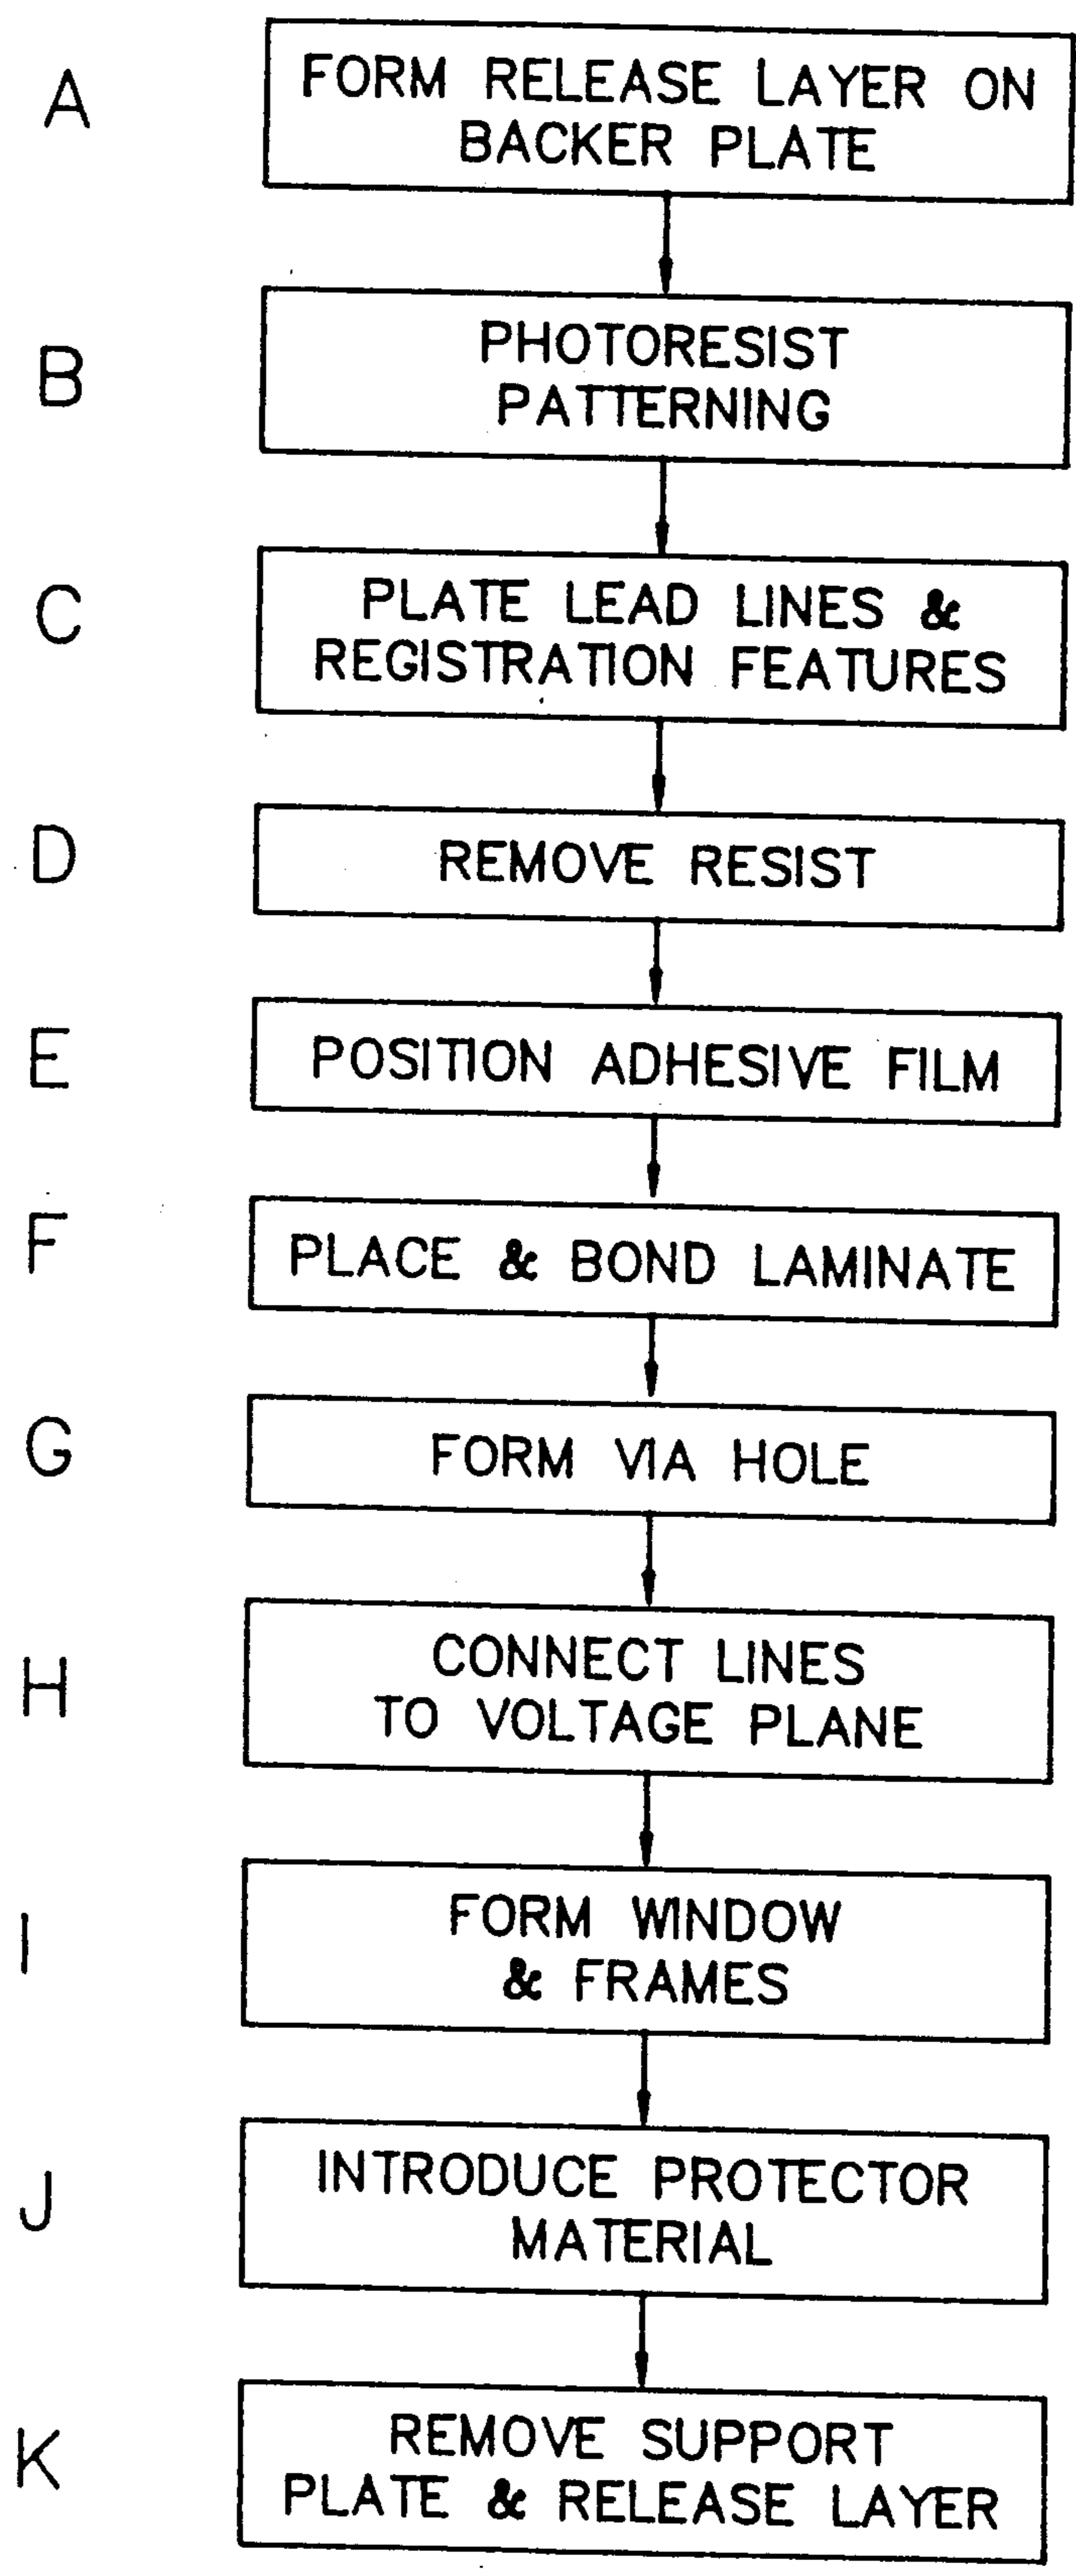 A
FORM RELEASE LAYER ON
BACKER PLATE
B
PHOTORESIST
PATTERNING
C
PLATE LEAD LINES &
REGISTRATION FEATURES
D
REMOVE RESIST
E
POSITION ADHESIVE FILM
F
PLACE & BOND LAMINATE
G
FORM VIA HOLE
H
CONNECT LINES
TO VOLTAGE PLANE
I
FORM WINDOW
& FRAMES
J
INTRODUCE PROTECTOR
MATERIAL
K
REMOVE SUPPORT
PLATE & RELEASE LAYER